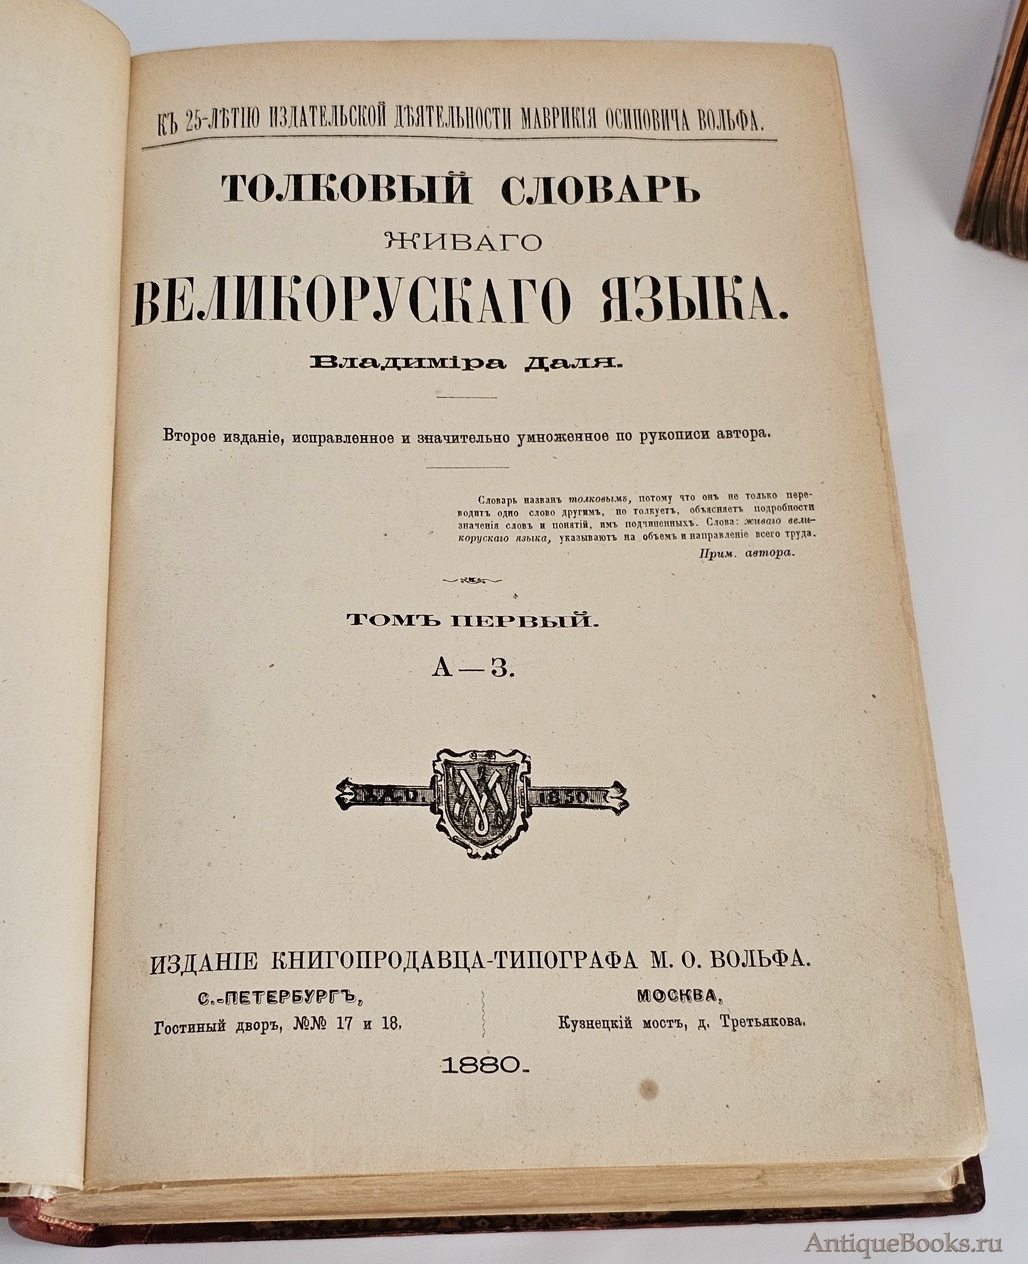 КЪ 25-ЛѢТІЮ ИЗДАТЕЛЬСКОЙ ДѢЯТЕЛЬНОСТИ МАВРИКІЯ ОСИПОВИЧА ВОЛЬФА.
ТОЛКОВЫЙ СЛОВАРЬ
ЖИВАГО
ВЕЛИКОРУСКАГО ЯЗЫКА.
Владиміра Даля.
Второе изданіе, исправленное и значительно умноженное по рукописи автора.
Словарь названъ толковымъ, потому что онъ не только пере-
водитъ одно слово другимъ, но толкуетъ, объясняетъ подробности
значенія словъ и понятій, имъ подчиненныхъ. Слова: живаго вели-
корускаго языка, указываютъ на объемъ и направленіе всего труда.
Прим. автора.
ТОМЪ ПЕРВЫЙ.
А—З.
1850.
ИЗДАНІЕ КНИГОПРОДАВЦА-ТИПОГРАФА М. О. ВОЛЬФА.
С.-ПЕТЕРБУРГЪ,
Гостиный дворъ, №№ 17 и 18.
МОСКВА,
Кузнецкій мостъ, д. Третьякова.
1880.
AntiqueBooks.ru